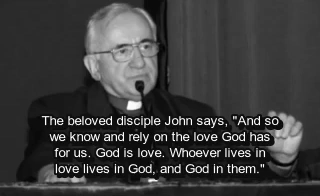 The beloved disciple John says, "And so
we know and rely on the love God has
for us. God is love. Whoever lives in
love lives in God, and God in them."